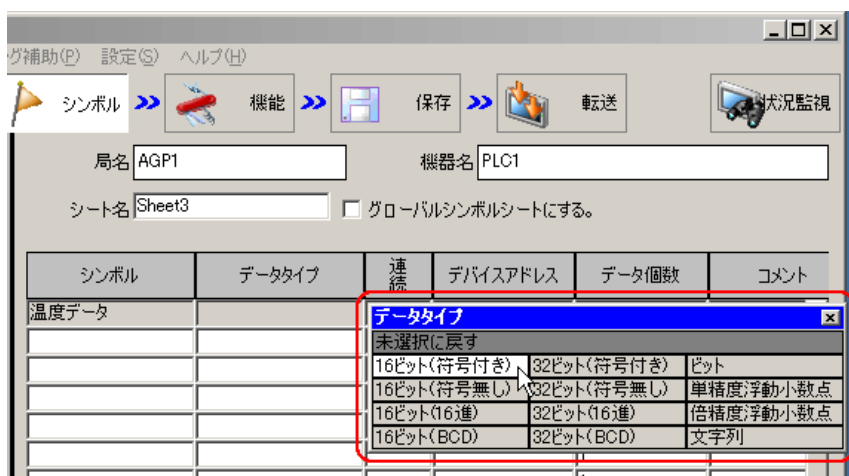 グ補助(P) 設定(S) ヘルプ(H)
シンボル 機能 保存 転送 状況監視
局名 AGP1 機器名 PLC1
シート名 Sheet3 グローバルシンボルシートにする。
シンボル データタイプ 連続 デバイスアドレス データ個数 コメント
温度データ
データタイプ
未選択に戻す
16ビット(符号付き) 32ビット(符号付き) ビット
16ビット(符号無し) 32ビット(符号無し) 単精度浮動小数点
16ビット(16進) 32ビット(16進) 倍精度浮動小数点
16ビット(BCD) 32ビット(BCD) 文字列